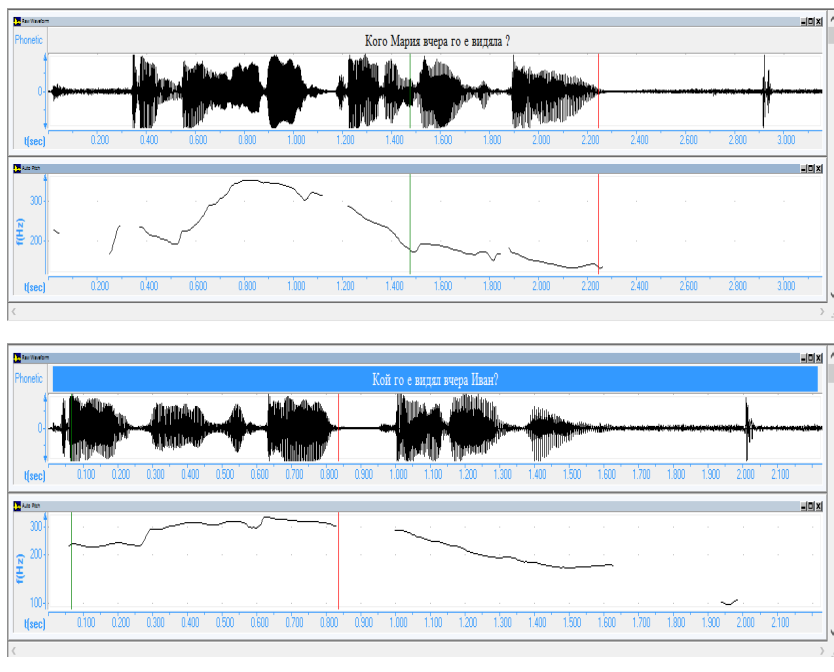 Raw Waveform
Phonetic
Кого Мария вчера го е видяла ?
0
t(sec) 0.200 0.400 0.600 0.800 1.000 1.200 1.400 1.600 1.800 2.000 2.200 2.400 2.600 2.800 3.000
Auto Pitch
300
f(Hz)
200
t(sec) 0.200 0.400 0.600 0.800 1.000 1.200 1.400 1.600 1.800 2.000 2.200 2.400 2.600 2.800 3.000
Raw Waveform
Phonetic
Кой го е видял вчера Иван?
0
t(sec) 0.100 0.200 0.300 0.400 0.500 0.600 0.700 0.800 0.900 1.000 1.100 1.200 1.300 1.400 1.500 1.600 1.700 1.800 1.900 2.000 2.100
Auto Pitch
300
200
f(Hz)
100
t(sec) 0.100 0.200 0.300 0.400 0.500 0.600 0.700 0.800 0.900 1.000 1.100 1.200 1.300 1.400 1.500 1.600 1.700 1.800 1.900 2.000 2.100